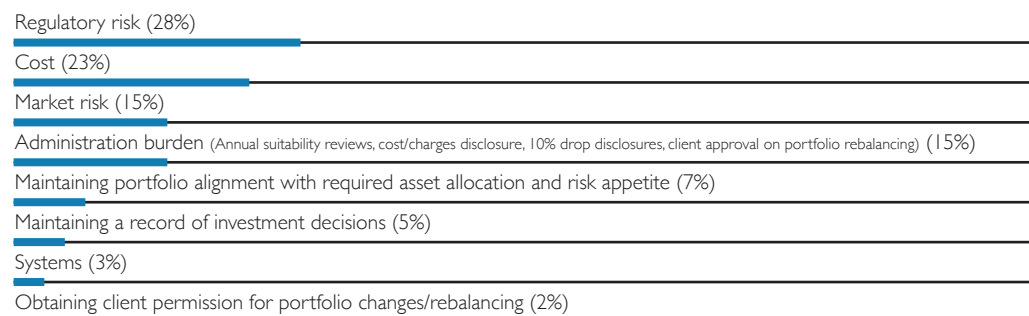 Regulatory risk (28%)
Cost (23%)
Market risk (15%)
Administration burden (Annual suitability reviews, cost/charges disclosure, 10% drop disclosures, client approval on portfolio rebalancing) (15%)
Maintaining portfolio alignment with required asset allocation and risk appetite (7%)
Maintaining a record of investment decisions (5%)
Systems (3%)
Obtaining client permission for portfolio changes/rebalancing (2%)